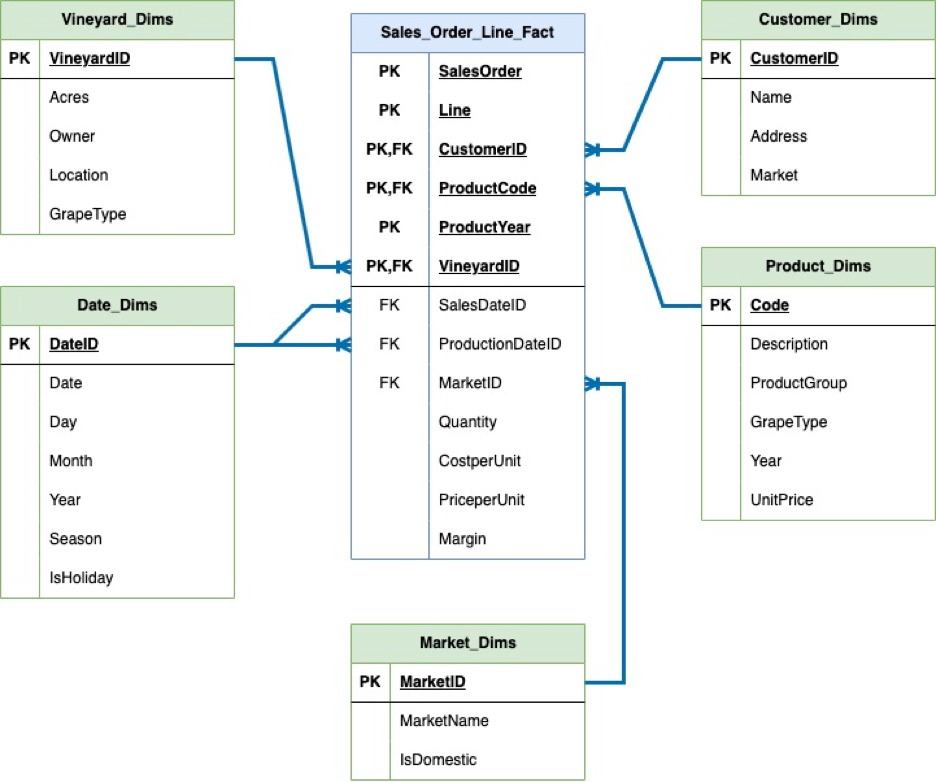 Vineyard_Dims
PK VineyardID
Acres
Owner
Location
GrapeType
Date_Dims
PK DateID
Date
Day
Month
Year
Season
IsHoliday
Sales_Order_Line_Fact
PK SalesOrder
PK Line
PK,FK CustomerID
PK,FK ProductCode
PK ProductYear
PK,FK VineyardID
FK SalesDateID
FK ProductionDateID
FK MarketID
Quantity
CostperUnit
PriceperUnit
Margin
Market_Dims
PK MarketID
MarketName
IsDomestic
Customer_Dims
PK CustomerID
Name
Address
Market
Product_Dims
PK Code
Description
ProductGroup
GrapeType
Year
UnitPrice